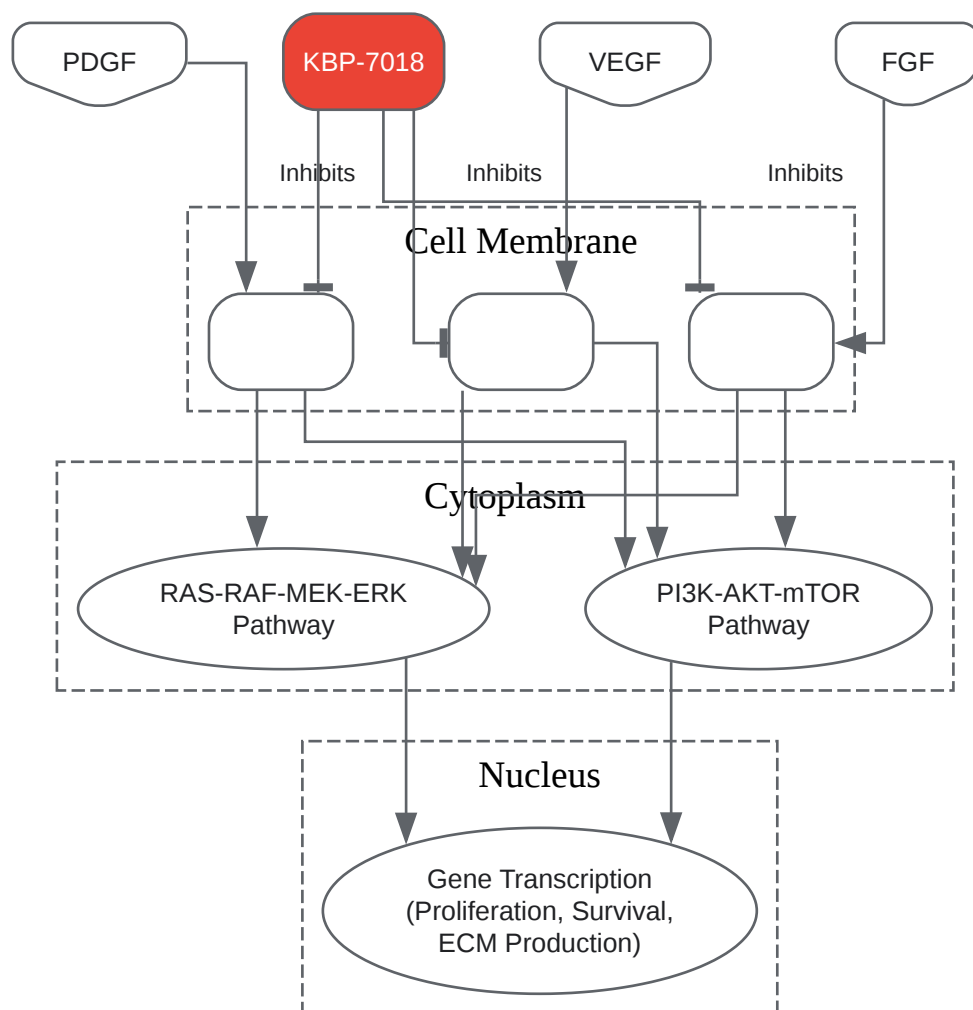 PDGF
KBP-7018
VEGF
FGF
Inhibits
Inhibits
Inhibits
Cell Membrane
Cytoplasm
RAS-RAF-MEK-ERK
Pathway
PI3K-AKT-mTOR
Pathway
Nucleus
Gene Transcription
(Proliferation, Survival,
ECM Production)